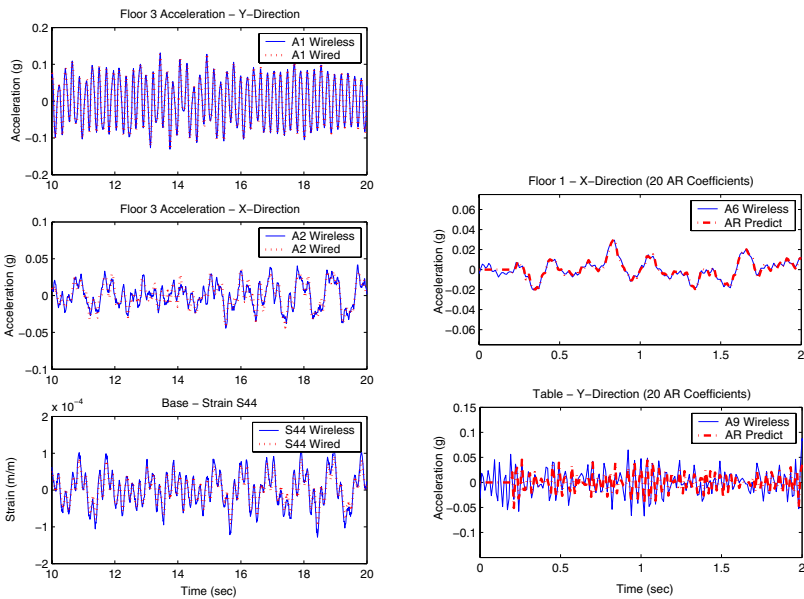 Floor 3 Acceleration − Y−Direction
Acceleration (g)
0.2
0.1
0
−0.1
−0.2
A1 Wireless
A1 Wired
10 12 14 16 18 20
Floor 3 Acceleration − X−Direction
Acceleration (g)
0.1
0.05
0
−0.05
−0.1
A2 Wireless
A2 Wired
10 12 14 16 18 20
Base − Strain S44
x 10⁻⁴
Strain (m/m)
2
1
0
−1
−2
S44 Wireless
S44 Wired
10 12 14 16 18 20
Time (sec)
Floor 1 − X−Direction (20 AR Coefficients)
Acceleration (g)
0.06
0.04
0.02
0
−0.02
−0.04
−0.06
A6 Wireless
AR Predict
0 0.5 1 1.5 2
Table − Y−Direction (20 AR Coefficients)
Acceleration (g)
0.15
0.1
0.05
0
−0.05
−0.1
A9 Wireless
AR Predict
0 0.5 1 1.5 2
Time (sec)